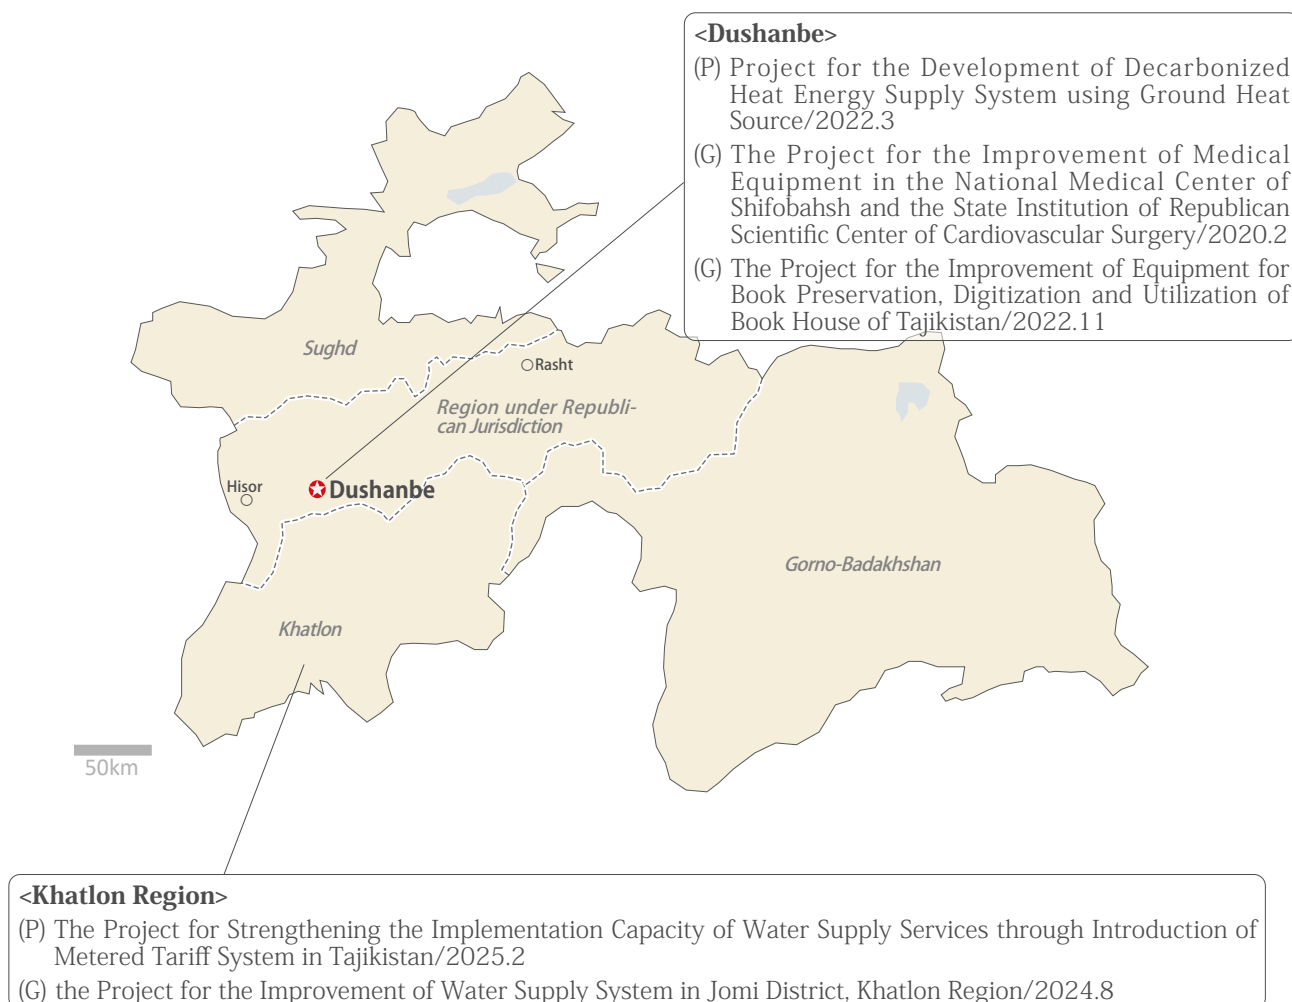 <Dushanbe>
(P) Project for the Development of Decarbonized
Heat Energy Supply System using Ground Heat
Source/2022.3
(G) The Project for the Improvement of Medical
Equipment in the National Medical Center of
Shifobahsh and the State Institution of Republican
Scientific Center of Cardiovascular Surgery/2020.2
(G) The Project for the Improvement of Equipment for
Book Preservation, Digitization and Utilization of
Book House of Tajikistan/2022.11
Sughd
Rasht
Region under Republi-
can Jurisdiction
Hisor
Dushanbe
Gorno-Badakhshan
Khatlon
50km
<Khatlon Region>
(P) The Project for Strengthening the Implementation Capacity of Water Supply Services through Introduction of
Metered Tariff System in Tajikistan/2025.2
(G) the Project for the Improvement of Water Supply System in Jomi District, Khatlon Region/2024.8